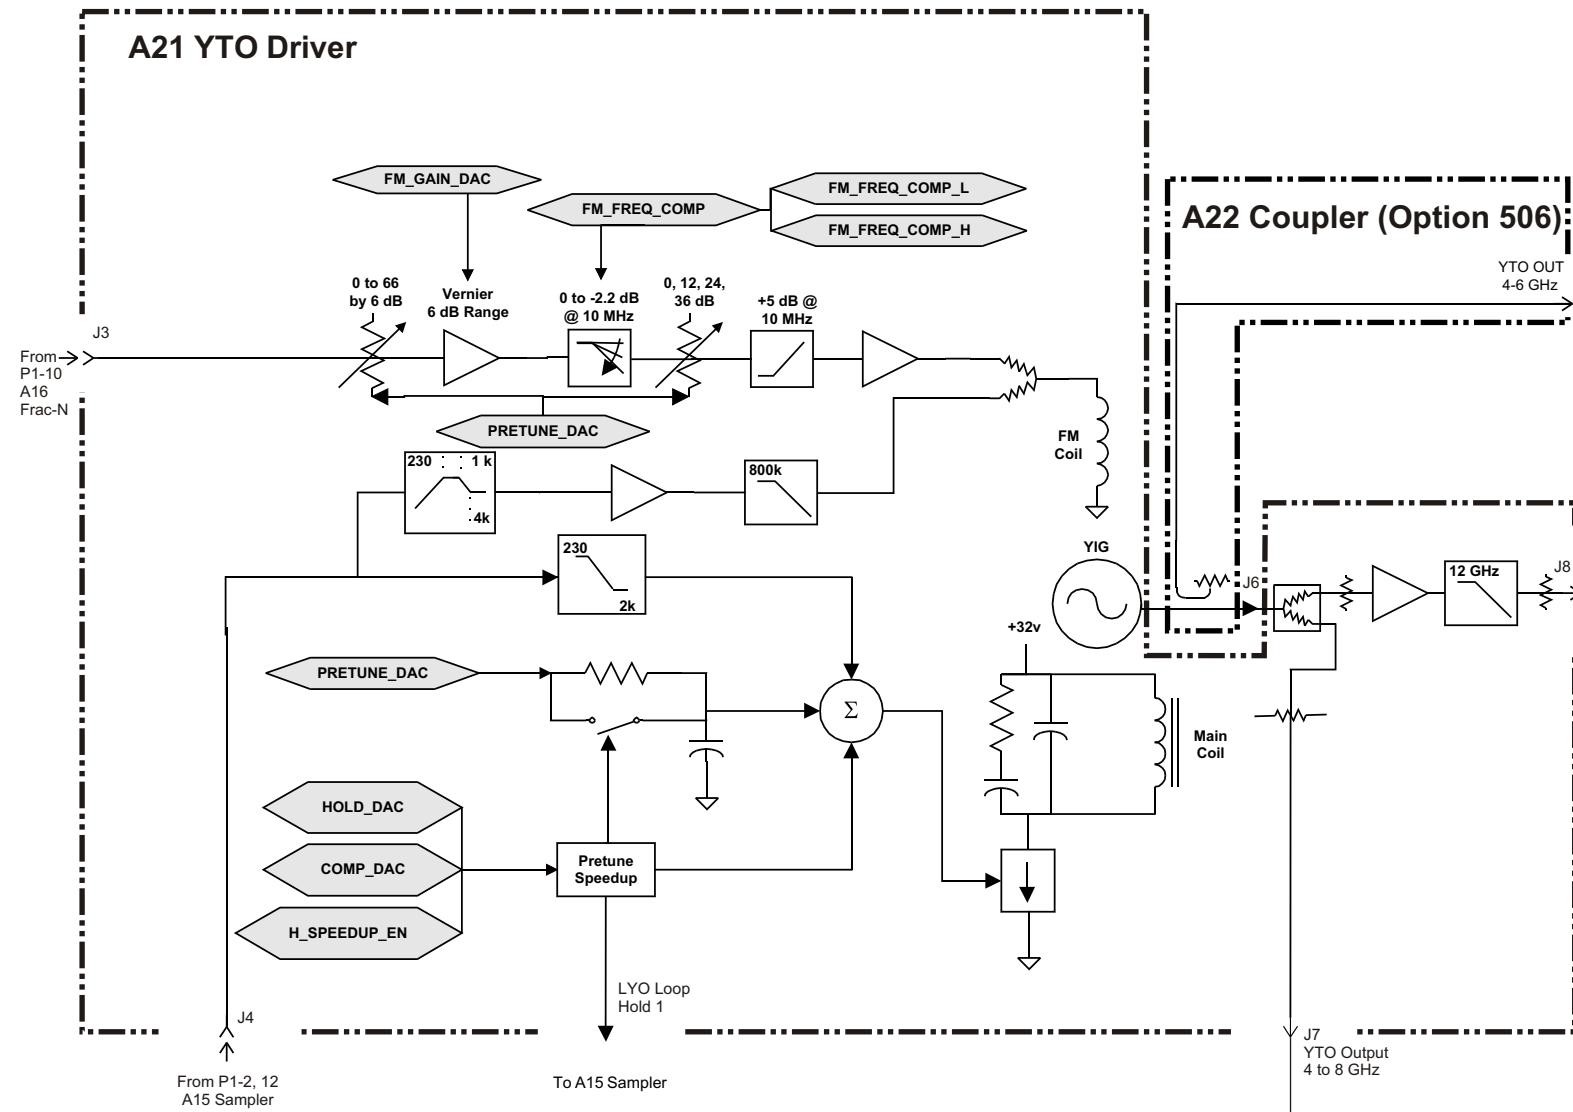 A21 YTO Driver
FM_GAIN_DAC
FM_FREQ_COMP
FM_FREQ_COMP_L
FM_FREQ_COMP_H
A22 Coupler (Option 506)
YTO OUT
4-6 GHz
0 to 66
by 6 dB
Vernier
6 dB Range
0 to -2.2 dB
@ 10 MHz
0, 12, 24,
36 dB
+5 dB @
10 MHz
J3
From
P1-10
A16
Frac-N
PRETUNE_DAC
FM
Coil
230
1 k
4k
800k
230
2k
YIG
J6
12 GHz
J8
+32v
PRETUNE_DAC
Σ
Main
Coil
HOLD_DAC
COMP_DAC
H_SPEEDUP_EN
Pretune
Speedup
LYO Loop
Hold 1
J4
From P1-2, 12
A15 Sampler
To A15 Sampler
J7
YTO Output
4 to 8 GHz